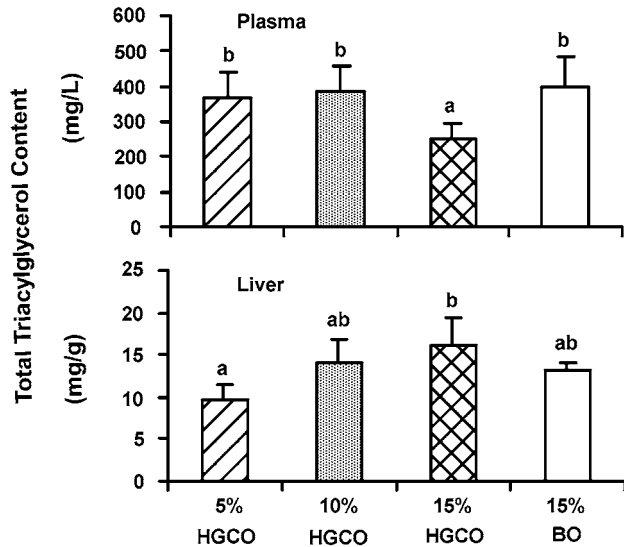 Total Triacylglycerol Content
(mg/L)
(mg/g)
Plasma
600
500
400
300
200
100
0
b
b
a
b
Liver
25
20
15
10
5
0
a
ab
b
ab
5%
10%
15%
15%
HGCO
HGCO
HGCO
BO